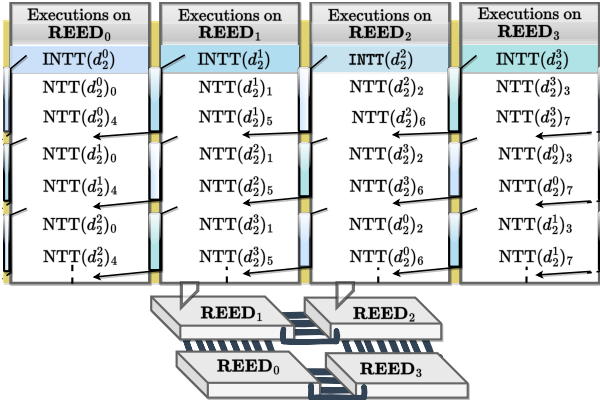 Executions on REED₀
INTT(d₂⁰)
NTT(d₂⁰)₀
NTT(d₂⁰)₄
NTT(d₂¹)₀
NTT(d₂¹)₄
NTT(d₂²)₀
NTT(d₂²)₄
Executions on REED₁
INTT(d₂¹)
NTT(d₂¹)₁
NTT(d₂¹)₅
NTT(d₂²)₁
NTT(d₂²)₅
NTT(d₂³)₁
NTT(d₂³)₅
Executions on REED₂
INTT(d₂²)
NTT(d₂²)₂
NTT(d₂²)₆
NTT(d₂³)₂
NTT(d₂³)₆
NTT(d₂⁰)₂
NTT(d₂⁰)₆
Executions on REED₃
INTT(d₂³)
NTT(d₂³)₃
NTT(d₂³)₇
NTT(d₂⁰)₃
NTT(d₂⁰)₇
NTT(d₂¹)₃
NTT(d₂¹)₇
REED₁
REED₂
REED₀
REED₃